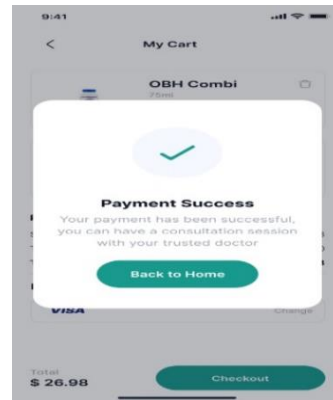 9:41
My Cart
OBH Combi
75ml
Payment Success
Your payment has been successful,
you can have a consultation session
with your trusted doctor
Back to Home
VISA
Change
Total
$ 26.98
Checkout